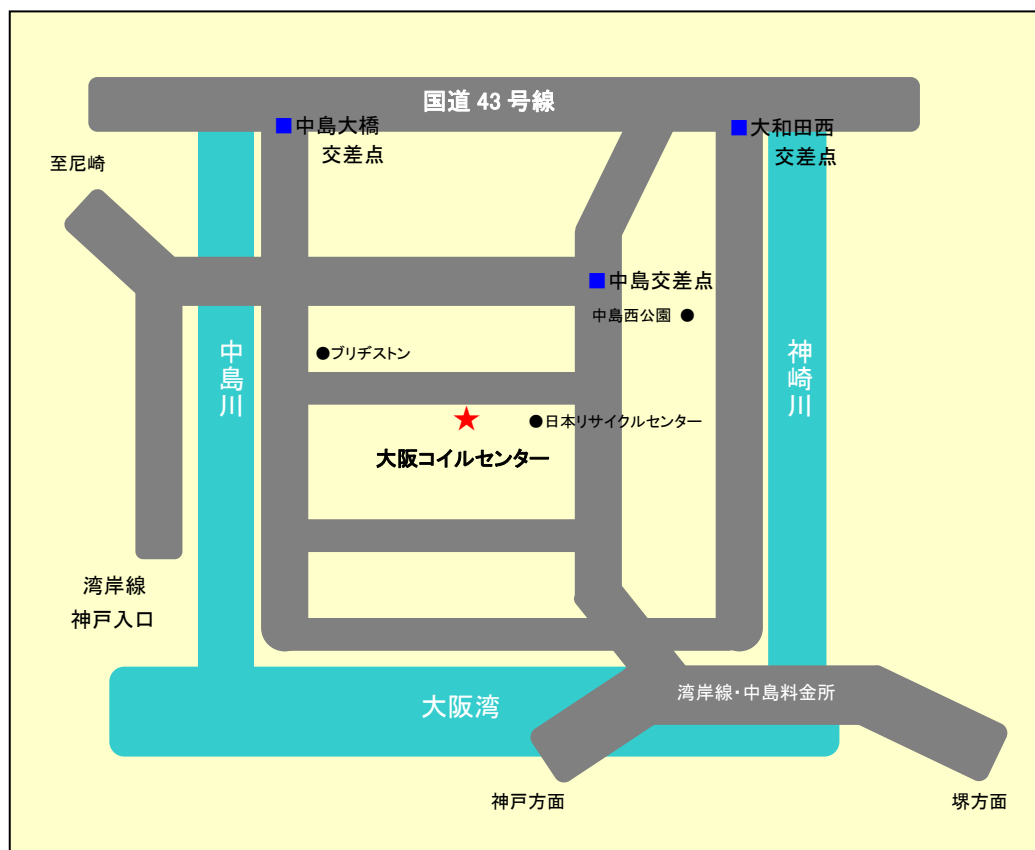 国道 43 号線
中島大橋
交差点
大和田西
交差点
至尼崎
中島交差点
中島西公園
ブリヂストン
中島川
神崎川
日本リサイクルセンター
大阪コイルセンター
湾岸線
神戸入口
大阪湾
湾岸線・中島料金所
神戸方面
堺方面